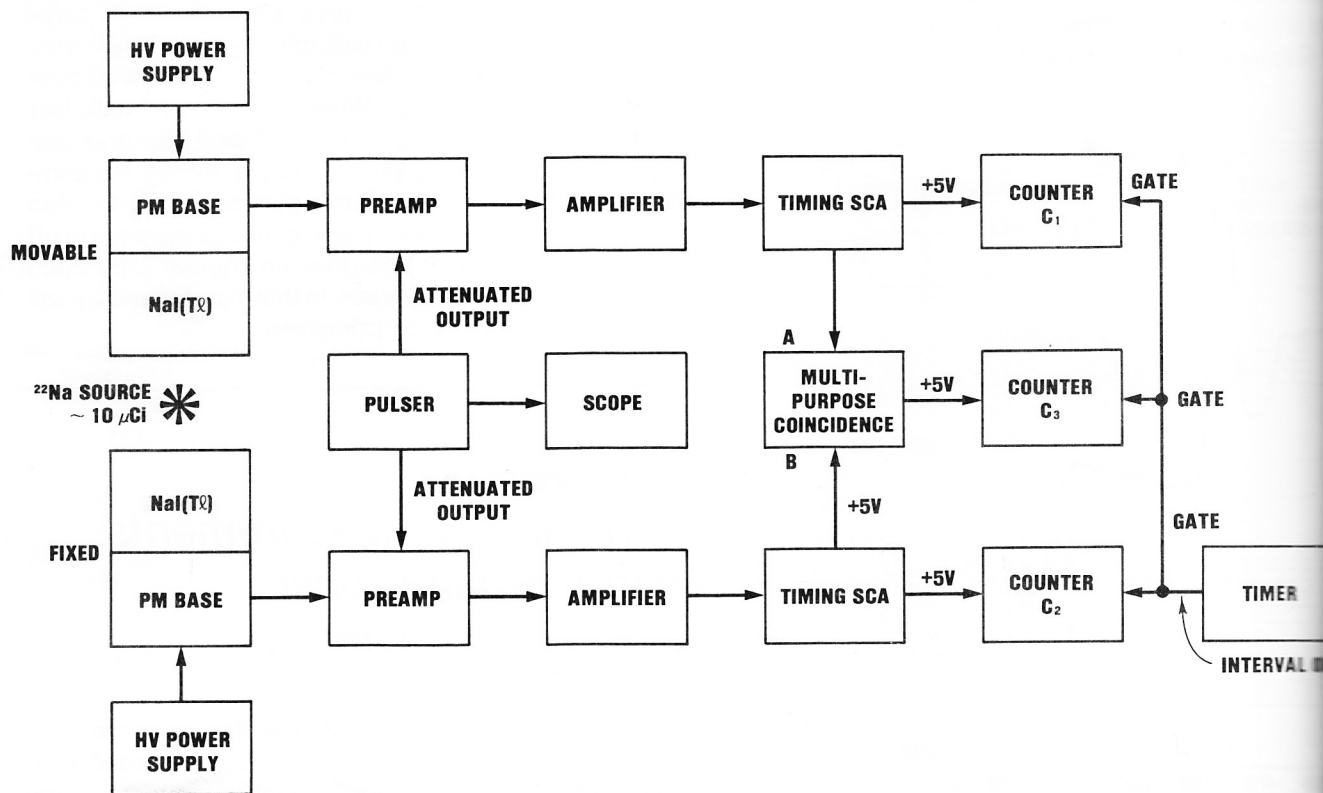 HV POWER
SUPPLY
PM BASE
PREAMP
AMPLIFIER
TIMING SCA
+5V
COUNTER
C₁
GATE
MOVABLE
NaI(Tℓ)
ATTENUATED
OUTPUT
²²Na SOURCE
~ 10 μCi
PULSER
SCOPE
A
MULTI-
PURPOSE
COINCIDENCE
B
+5V
COUNTER
C₃
GATE
NaI(Tℓ)
ATTENUATED
OUTPUT
+5V
GATE
FIXED
PM BASE
PREAMP
AMPLIFIER
TIMING SCA
+5V
COUNTER
C₂
TIMER
INTERVAL
HV POWER
SUPPLY